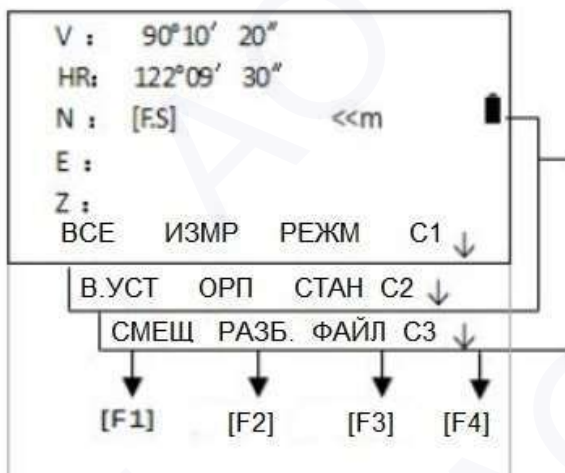 V : 90°10′ 20″
HR: 122°09′ 30″
N : [F.S] <<m
E :
Z :
ВСЕ ИЗМР РЕЖМ С1 ↓
В.УСТ ОРП СТАН С2 ↓
СМЕЩ РАЗБ. ФАЙЛ С3 ↓
[F1] [F2] [F3] [F4]